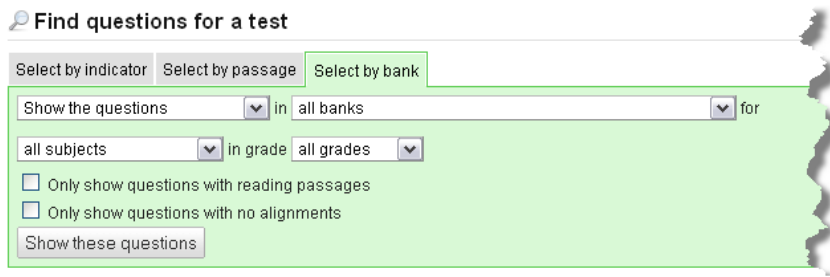 Find questions for a test
Select by indicator Select by passage Select by bank
Show the questions in all banks for
all subjects in grade all grades
Only show questions with reading passages
Only show questions with no alignments
Show these questions